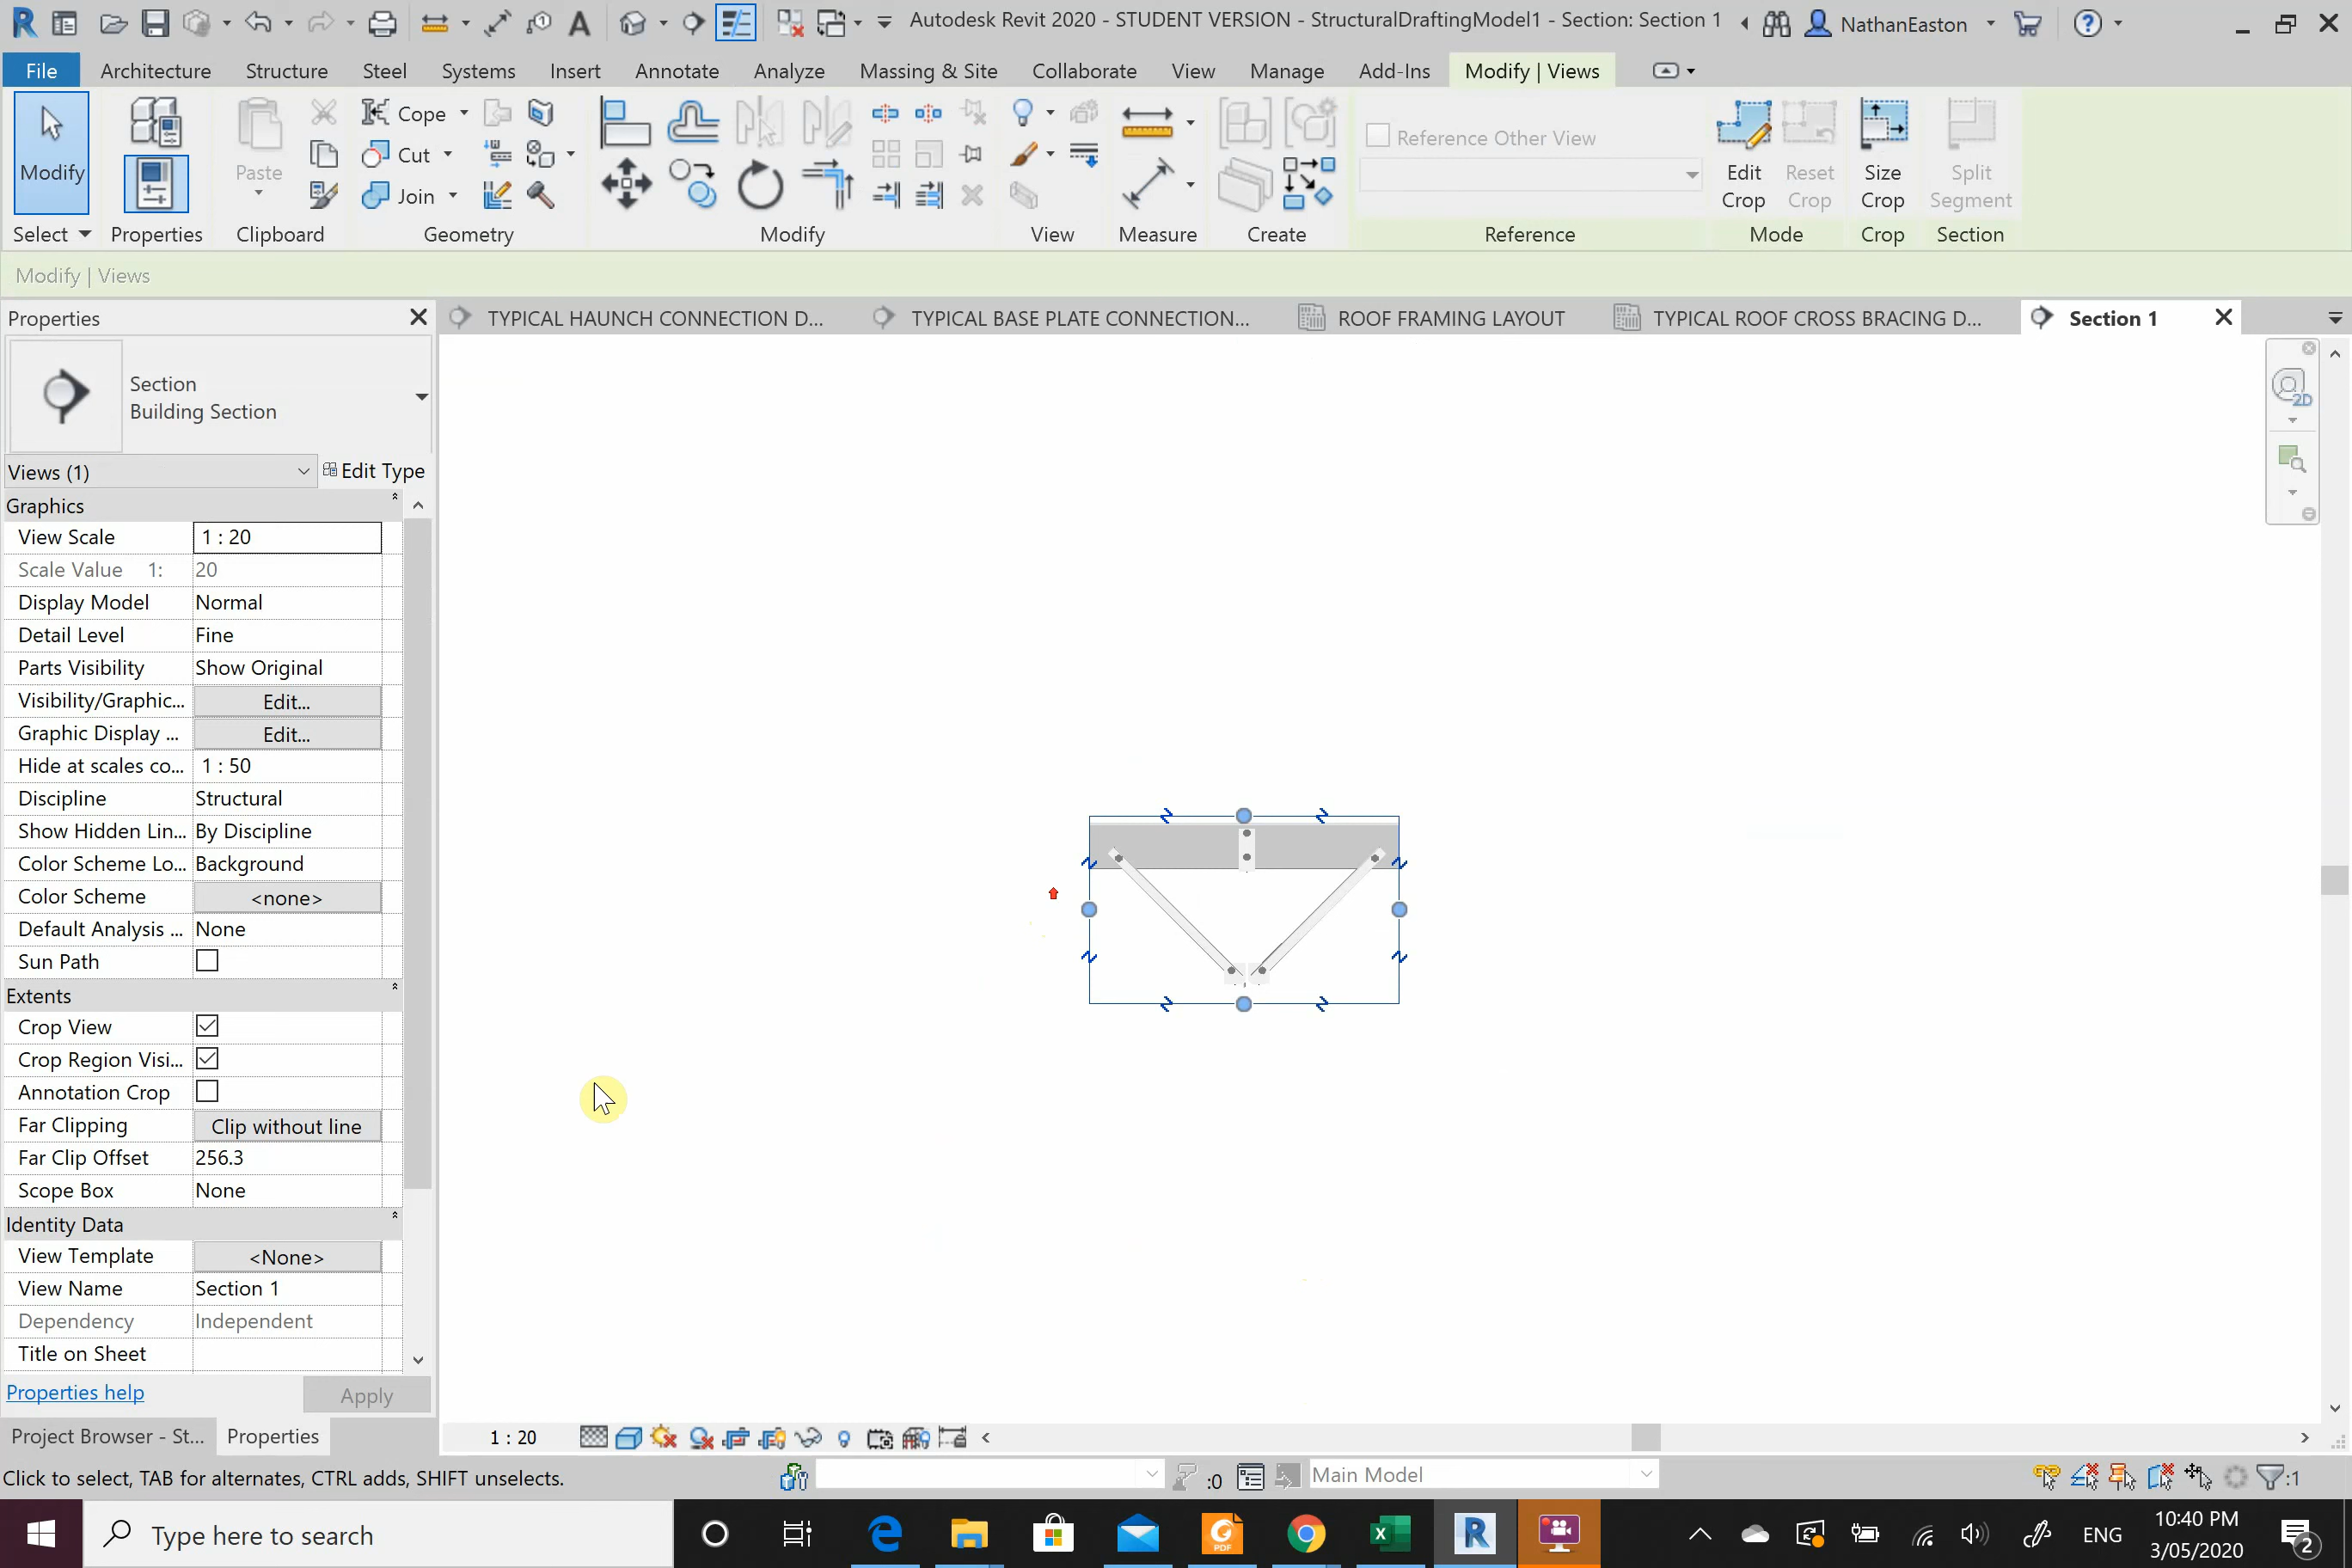 Autodesk Revit 2020 - STUDENT VERSION - StructuralDraftingModel1 - Section: Section 1
NathanEaston
File Architecture Structure Steel Systems Insert Annotate Analyze Massing & Site Collaborate View Manage Add-Ins Modify | Views
Modify
Paste
Cope
Cut
Join
Reference Other View
Edit Crop
Reset Crop
Size Crop
Split Segment
Select Properties Clipboard Geometry Modify View Measure Create Reference Mode Crop Section
Modify | Views
Properties
TYPICAL HAUNCH CONNECTION D... TYPICAL BASE PLATE CONNECTION... ROOF FRAMING LAYOUT TYPICAL ROOF CROSS BRACING D... Section 1
2D
Section
Building Section
Views (1) Edit Type
Graphics
View Scale 1 : 20
Scale Value 1: 20
Display Model Normal
Detail Level Fine
Parts Visibility Show Original
Visibility/Graphic... Edit...
Graphic Display ... Edit...
Hide at scales co... 1 : 50
Discipline Structural
Show Hidden Lin... By Discipline
Color Scheme Lo... Background
Color Scheme <none>
Default Analysis ... None
Sun Path
Extents
Crop View
Crop Region Visi...
Annotation Crop
Far Clipping Clip without line
Far Clip Offset 256.3
Scope Box None
Identity Data
View Template <None>
View Name Section 1
Dependency Independent
Title on Sheet
Properties help Apply
Project Browser - St... Properties
1 : 20
Click to select, TAB for alternates, CTRL adds, SHIFT unselects.
:0
Main Model
:1
Type here to search
PDF
ENG
10:40 PM
3/05/2020
2